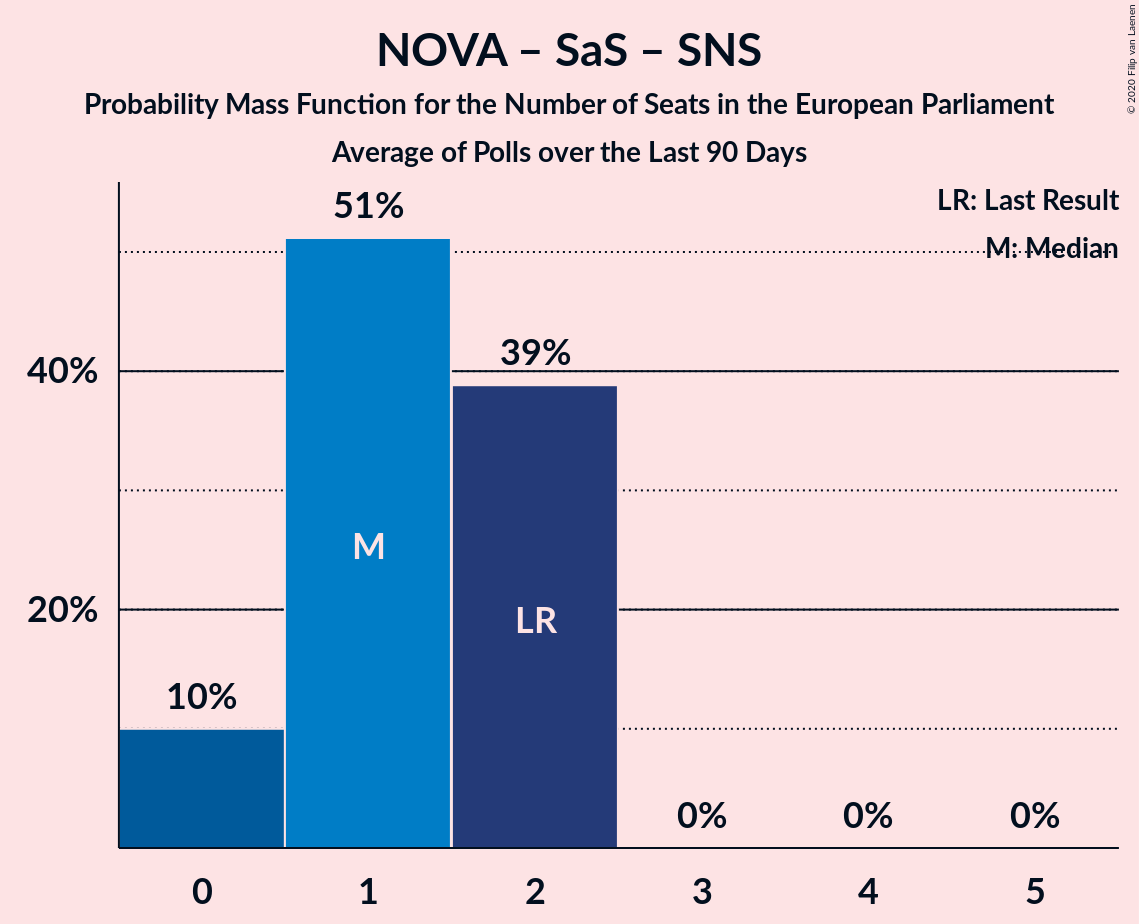 NOVA – SaS – SNS
Probability Mass Function for the Number of Seats in the European Parliament
Average of Polls over the Last 90 Days
© 2020 Filip van Laenen
LR: Last Result
M: Median
51%
39%
40%
M
20%
LR
10%
0%
0%
0%
0
1
2
3
4
5